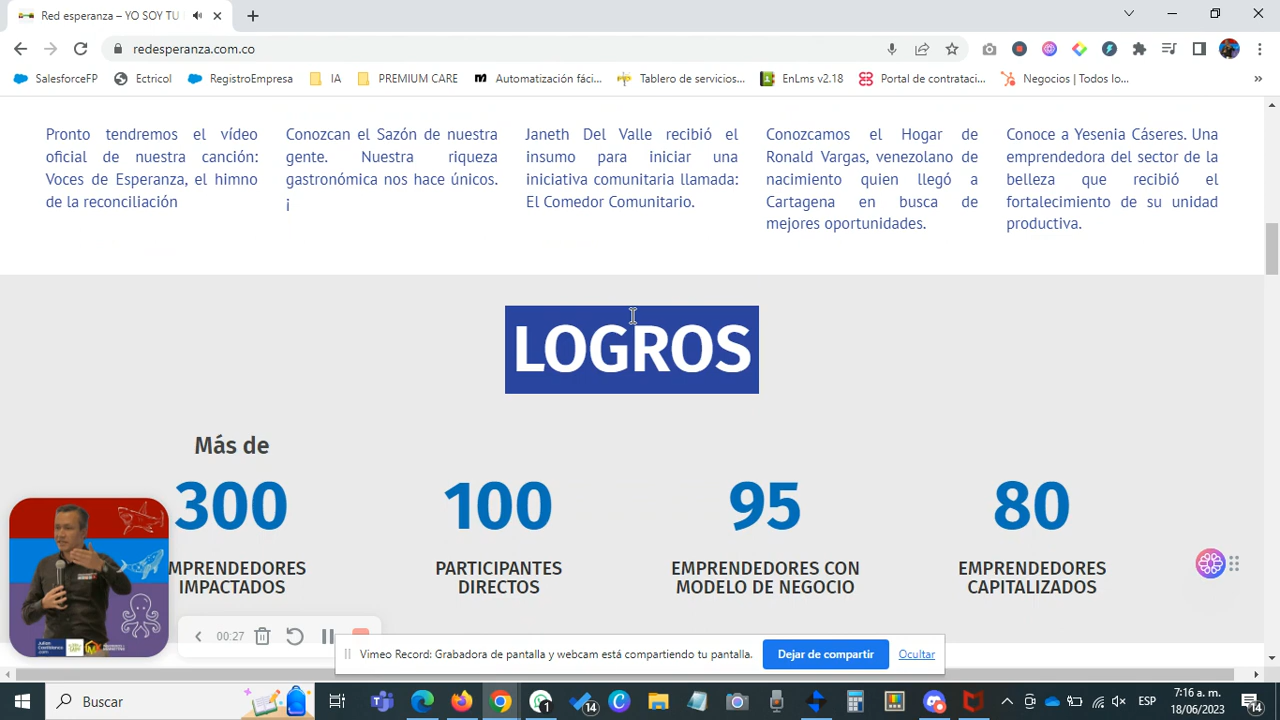 Red esperanza – YO SOY TU
redesperanza.com.co
SalesforceFP
Ectricol
RegistroEmpresa
IA
PREMIUM CARE
Automatización fáci...
Tablero de servicios...
EnLms v2.18
Portal de contrataci...
Negocios | Todos lo...
»
Pronto tendremos el vídeo
oficial de nuestra canción:
Voces de Esperanza, el himno
de la reconciliación
Conozcan el Sazón de nuestra
gente. Nuestra riqueza
gastronómica nos hace únicos.
¡
Janeth Del Valle recibió el
insumo para iniciar una
iniciativa comunitaria llamada:
El Comedor Comunitario.
Conozcamos el Hogar de
Ronald Vargas, venezolano de
nacimiento quien llegó a
Cartagena en busca de
mejores oportunidades.
Conoce a Yesenia Cáseres. Una
emprendedora del sector de la
belleza que recibió el
fortalecimiento de su unidad
productiva.
LOGROS
Más de
300
MPRENDEDORES
IMPACTADOS
100
PARTICIPANTES
DIRECTOS
95
EMPRENDEDORES CON
MODELO DE NEGOCIO
80
EMPRENDEDORES
CAPITALIZADOS
00:27
Vimeo Record: Grabadora de pantalla y webcam está compartiendo tu pantalla.
Dejar de compartir
Ocultar
Buscar
1
14
ESP
7:16 a. m.
18/06/2023
14